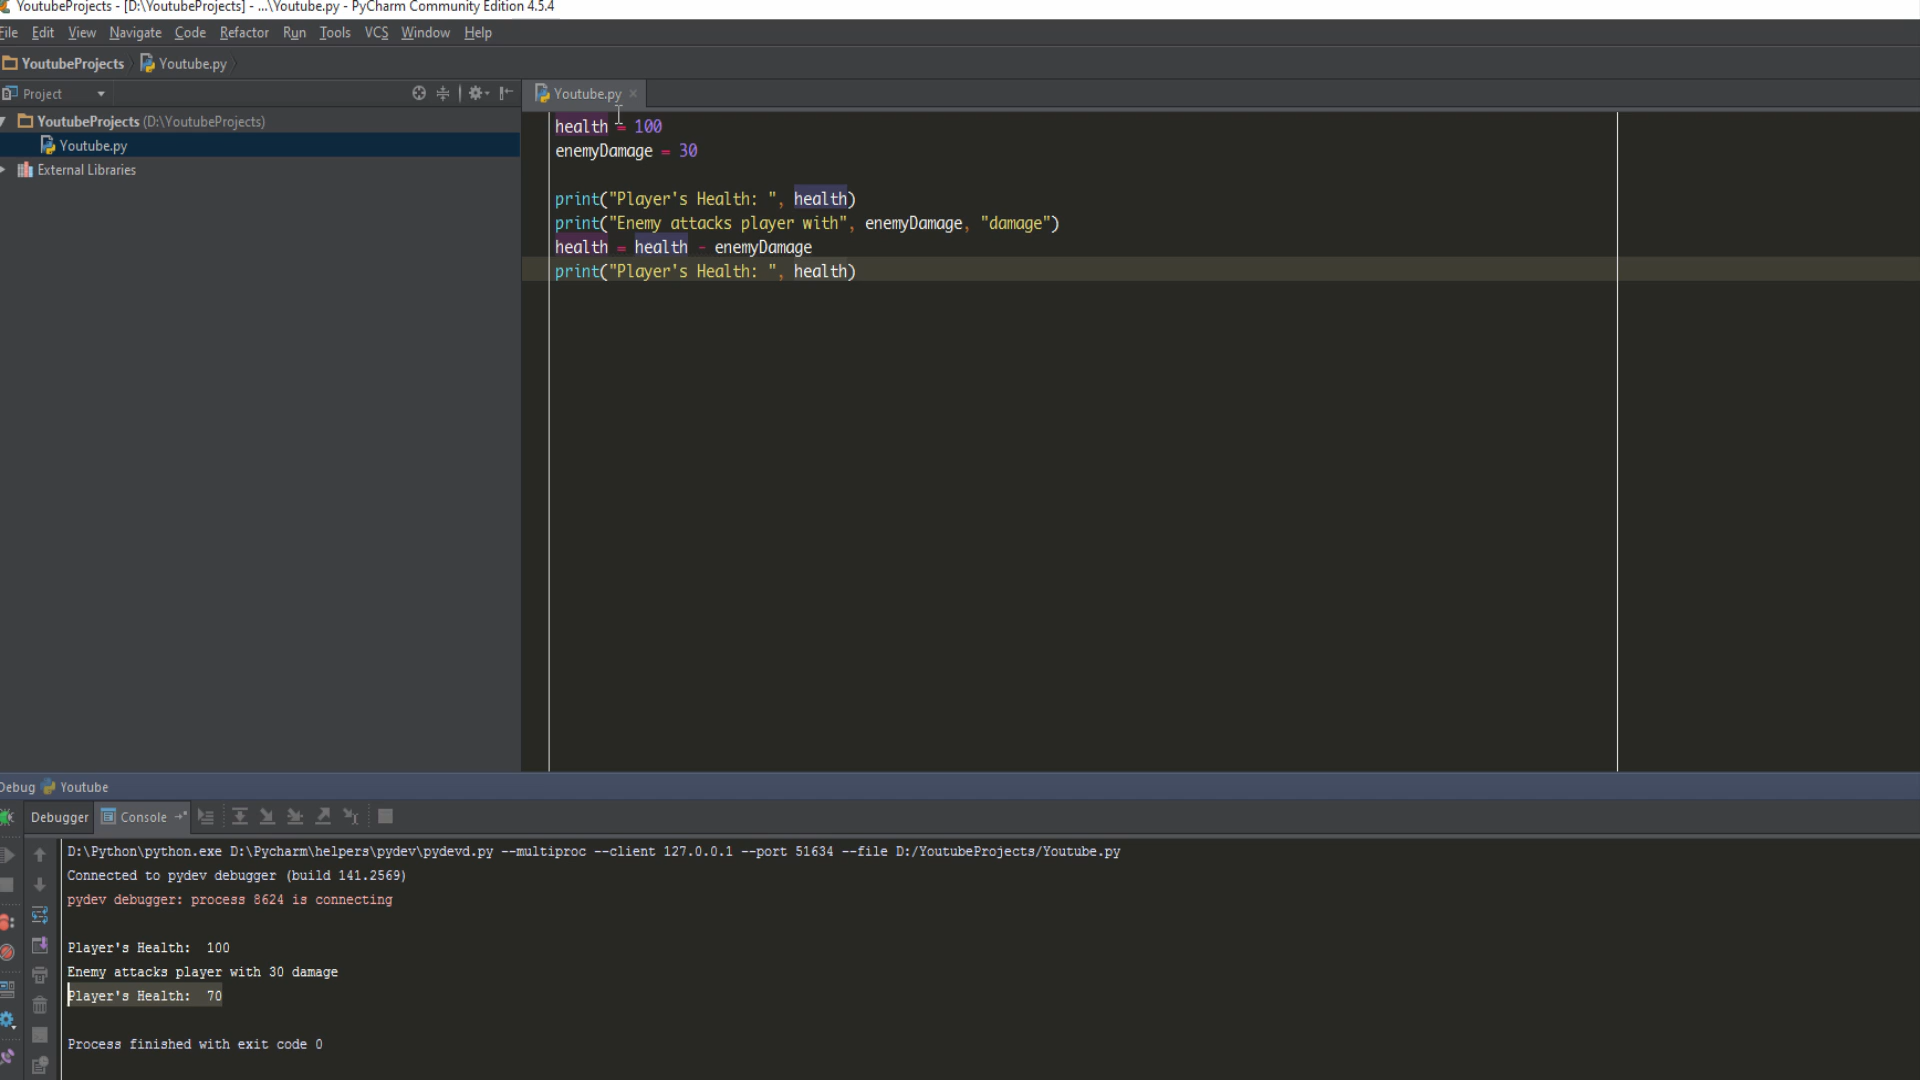 YoutubeProjects - [D:\YoutubeProjects] - ...\Youtube.py - PyCharm Community Edition 4.5.4
File Edit View Navigate Code Refactor Run Tools VCS Window Help
YoutubeProjects Youtube.py
Project
Youtube.py
YoutubeProjects (D:\YoutubeProjects)
Youtube.py
External Libraries
health = 100
enemyDamage = 30
print("Player's Health: ", health)
print("Enemy attacks player with", enemyDamage, "damage")
health = health - enemyDamage
print("Player's Health: ", health)
Debug Youtube
Debugger Console
D:\Python\python.exe D:\Pycharm\helpers\pydev\pydevd.py --multiproc --client 127.0.0.1 --port 51634 --file D:/YoutubeProjects/Youtube.py
Connected to pydev debugger (build 141.2569)
pydev debugger: process 8624 is connecting
Player's Health:  100
Enemy attacks player with 30 damage
Player's Health:  70
Process finished with exit code 0